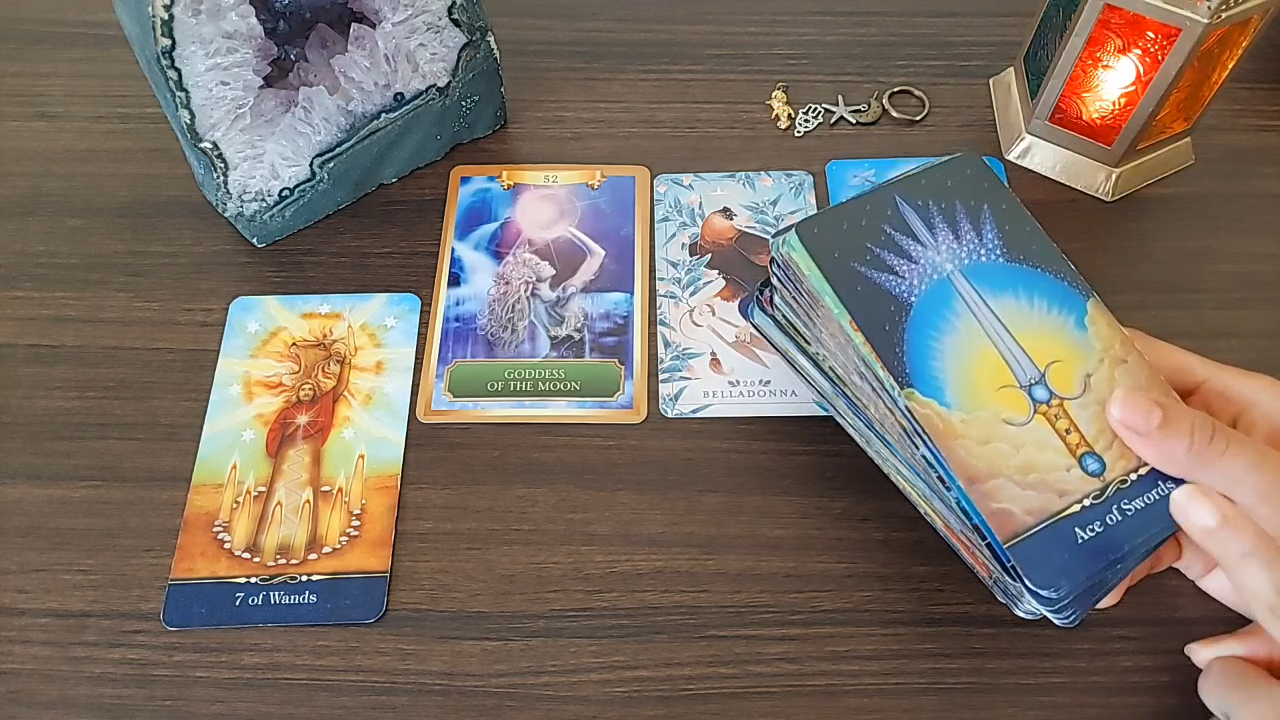 52
GODDESS
OF THE MOON
20
BELLADONNA
7 of Wands
Ace of Swords